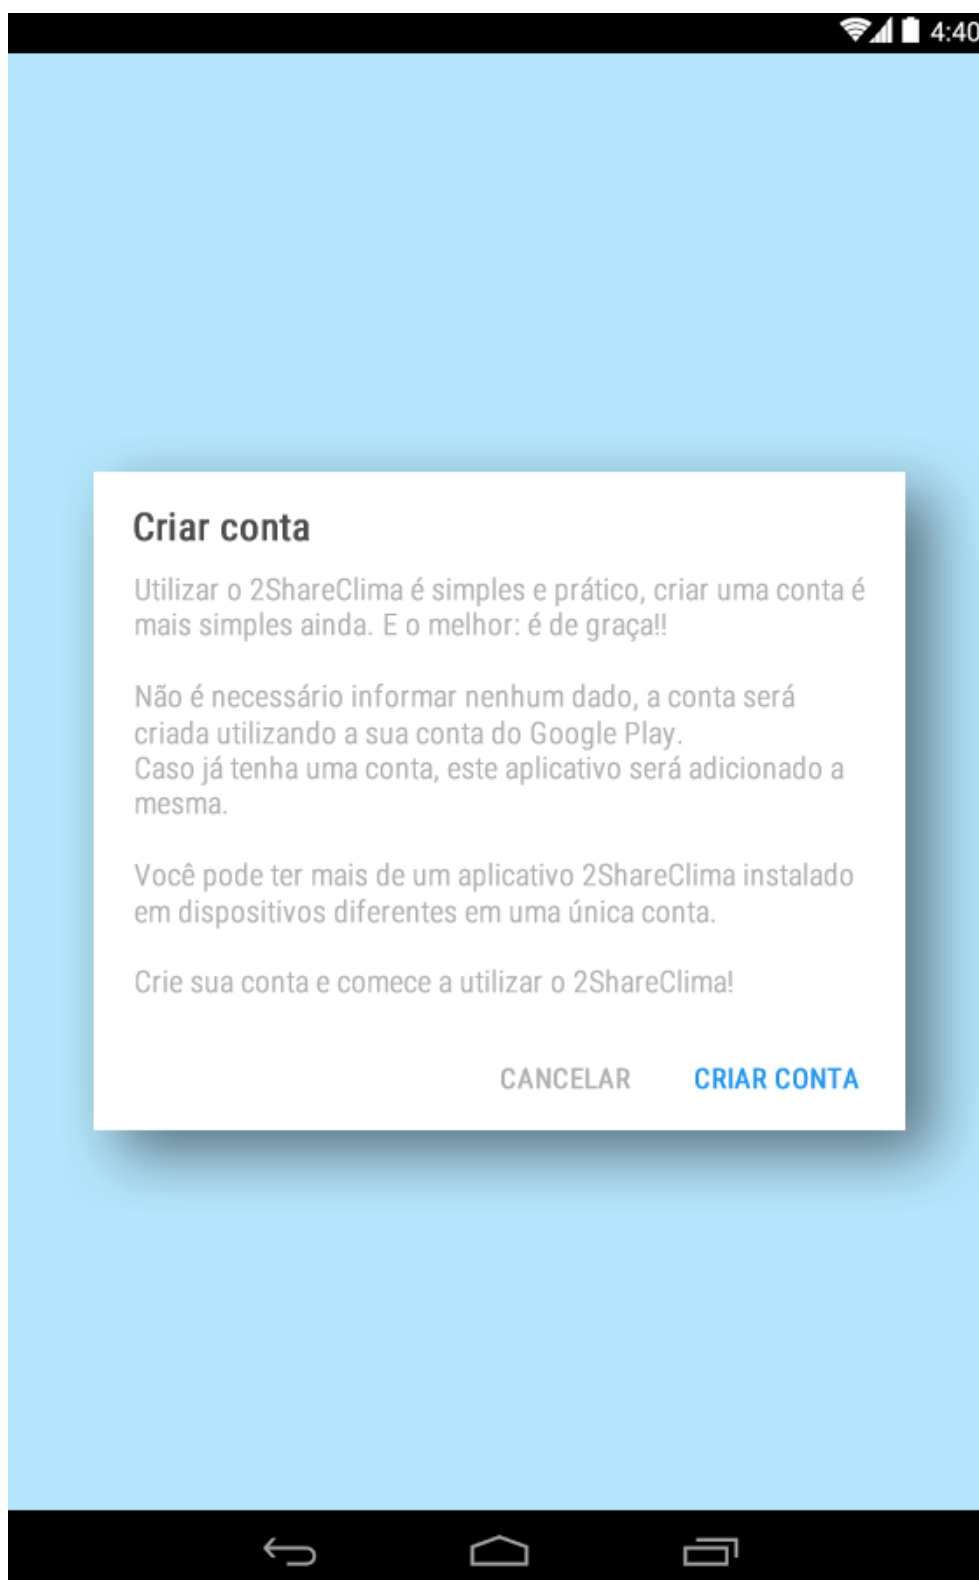 4:40
Criar conta
Utilizar o 2ShareClima é simples e prático, criar uma conta é
mais simples ainda. E o melhor: é de graça!!
Não é necessário informar nenhum dado, a conta será
criada utilizando a sua conta do Google Play.
Caso já tenha uma conta, este aplicativo será adicionado a
mesma.
Você pode ter mais de um aplicativo 2ShareClima instalado
em dispositivos diferentes em uma única conta.
Crie sua conta e comece a utilizar o 2ShareClima!
CANCELAR CRIAR CONTA